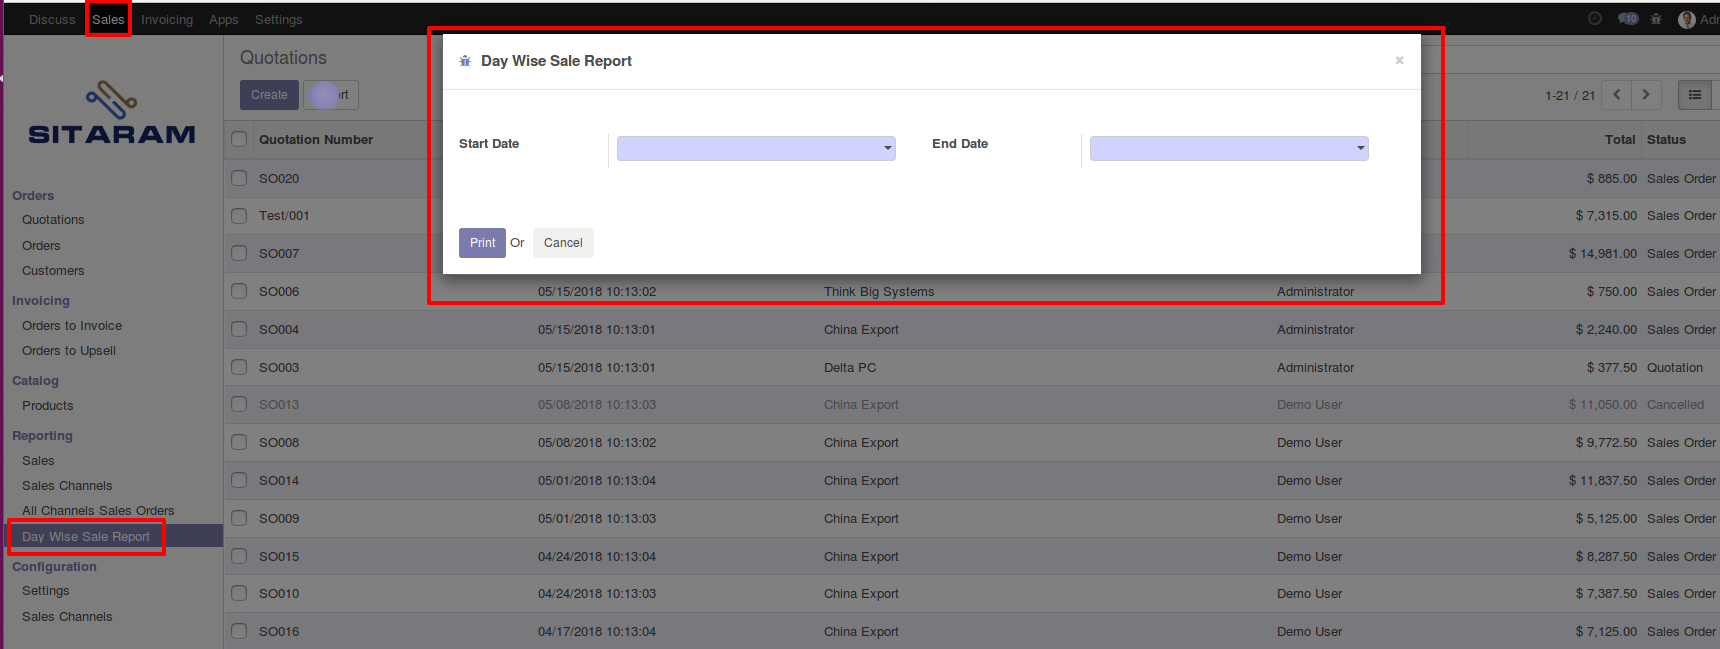 Discuss Sales Invoicing Apps Settings 10
Quotations
Day Wise Sale Report ×
Create
1-21 / 21
SITARAM
Quotation Number Total Status
Start Date End Date
SO020 $ 885.00 Sales Order
Orders
Quotations
Test/001 $ 7,315.00 Sales Order
Orders
Print Or Cancel
SO007 $ 14,981.00 Sales Order
Customers
SO006 05/15/2018 10:13:02 Think Big Systems Administrator $ 750.00 Sales Order
Invoicing
Orders to Invoice
SO004 05/15/2018 10:13:01 China Export Administrator $ 2,240.00 Sales Order
Orders to Upsell
SO003 05/15/2018 10:13:01 Delta PC Administrator $ 377.50 Quotation
Catalog
Products
SO013 05/08/2018 10:13:03 China Export Demo User $ 11,050.00 Cancelled
Reporting
SO008 05/08/2018 10:13:02 China Export Demo User $ 9,772.50 Sales Order
Sales
Sales Channels
SO014 05/01/2018 10:13:04 China Export Demo User $ 11,837.50 Sales Order
All Channels Sales Orders
SO009 05/01/2018 10:13:03 China Export Demo User $ 5,125.00 Sales Order
Day Wise Sale Report
SO015 04/24/2018 10:13:04 China Export Demo User $ 8,287.50 Sales Order
Configuration
Settings
SO010 04/24/2018 10:13:03 China Export Demo User $ 7,387.50 Sales Order
Sales Channels
SO016 04/17/2018 10:13:04 China Export Demo User $ 7,125.00 Sales Order